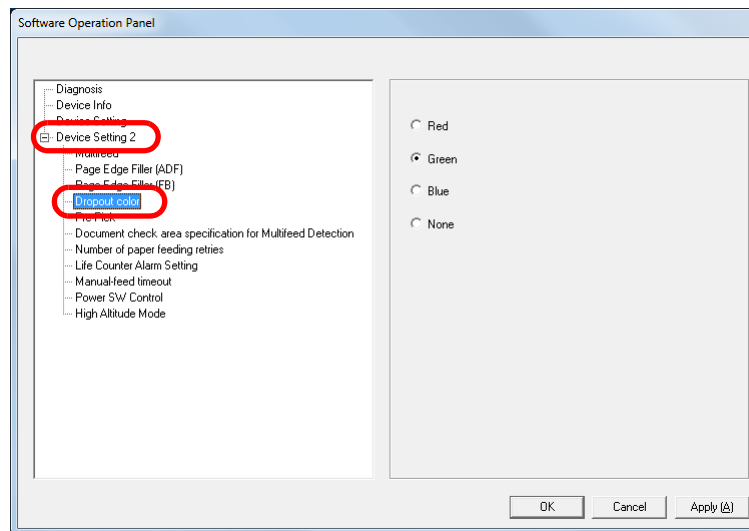 Software Operation Panel
Diagnosis
Device Info
Device Setting
Device Setting 2
Multifeed
Page Edge Filler (ADF)
Page Edge Filler (FB)
Dropout color
Pre-Pick
Document check area specification for Multifeed Detection
Number of paper feeding retries
Life Counter Alarm Setting
Manual-feed timeout
Power SW Control
High Altitude Mode
Red
Green
Blue
None
OK Cancel Apply (A)